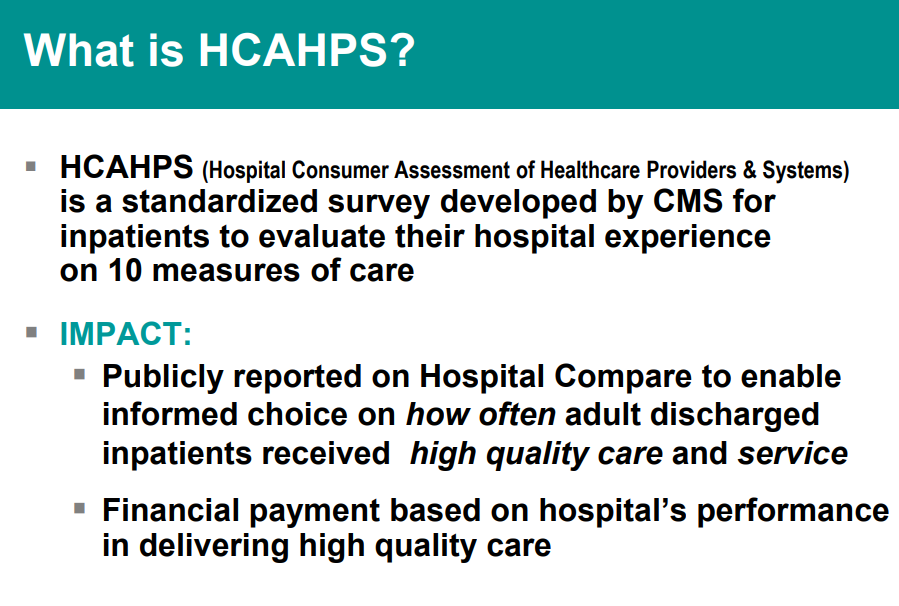 What is HCAHPS?
▪ HCAHPS (Hospital Consumer Assessment of Healthcare Providers & Systems)
is a standardized survey developed by CMS for
inpatients to evaluate their hospital experience
on 10 measures of care
▪ IMPACT:
▪ Publicly reported on Hospital Compare to enable
informed choice on how often adult discharged
inpatients received high quality care and service
▪ Financial payment based on hospital’s performance
in delivering high quality care